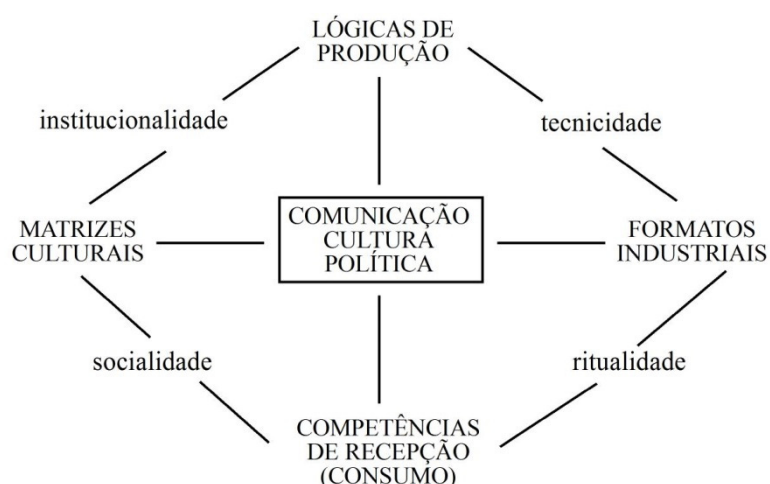 LÓGICAS DE
PRODUÇÃO
institucionalidade
tecnicidade
MATRIZES
CULTURAIS
COMUNICAÇÃO
CULTURA
POLÍTICA
FORMATOS
INDUSTRIAIS
socialidade
ritualidade
COMPETÊNCIAS
DE RECEPÇÃO
(CONSUMO)